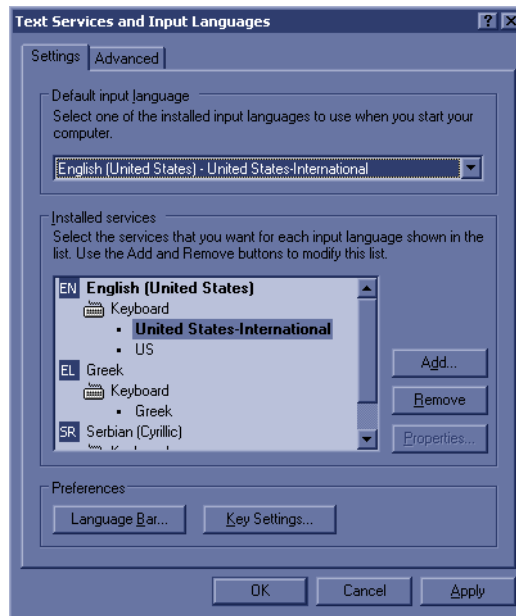 Text Services and Input Languages
Settings
Advanced
Default input language
Select one of the installed input languages to use when you start your
computer.
English (United States) - United States-International
Installed services
Select the services that you want for each input language shown in the
list. Use the Add and Remove buttons to modify this list.
EN English (United States)
Keyboard
• United States-International
• US
EL Greek
Keyboard
• Greek
SR Serbian (Cyrillic)
Add...
Remove
Properties...
Preferences
Language Bar...
Key Settings...
OK
Cancel
Apply